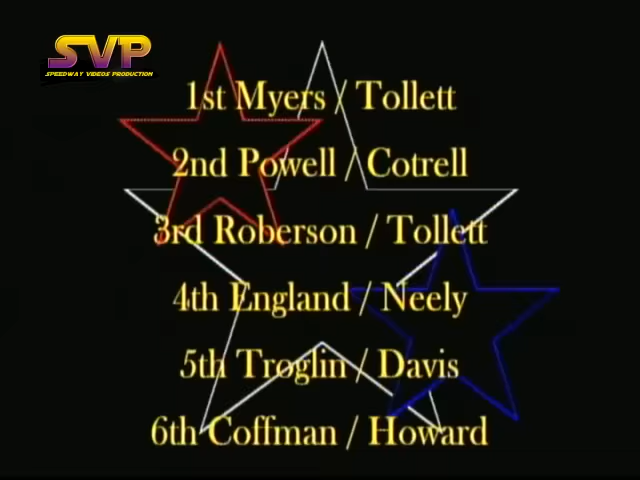 SVP
SPEEDWAY VIDEOS PRODUCTION
1st Myers / Tollett
2nd Powell / Cotrell
3rd Roberson / Tollett
4th England / Neely
5th Troglin / Davis
6th Coffman / Howard